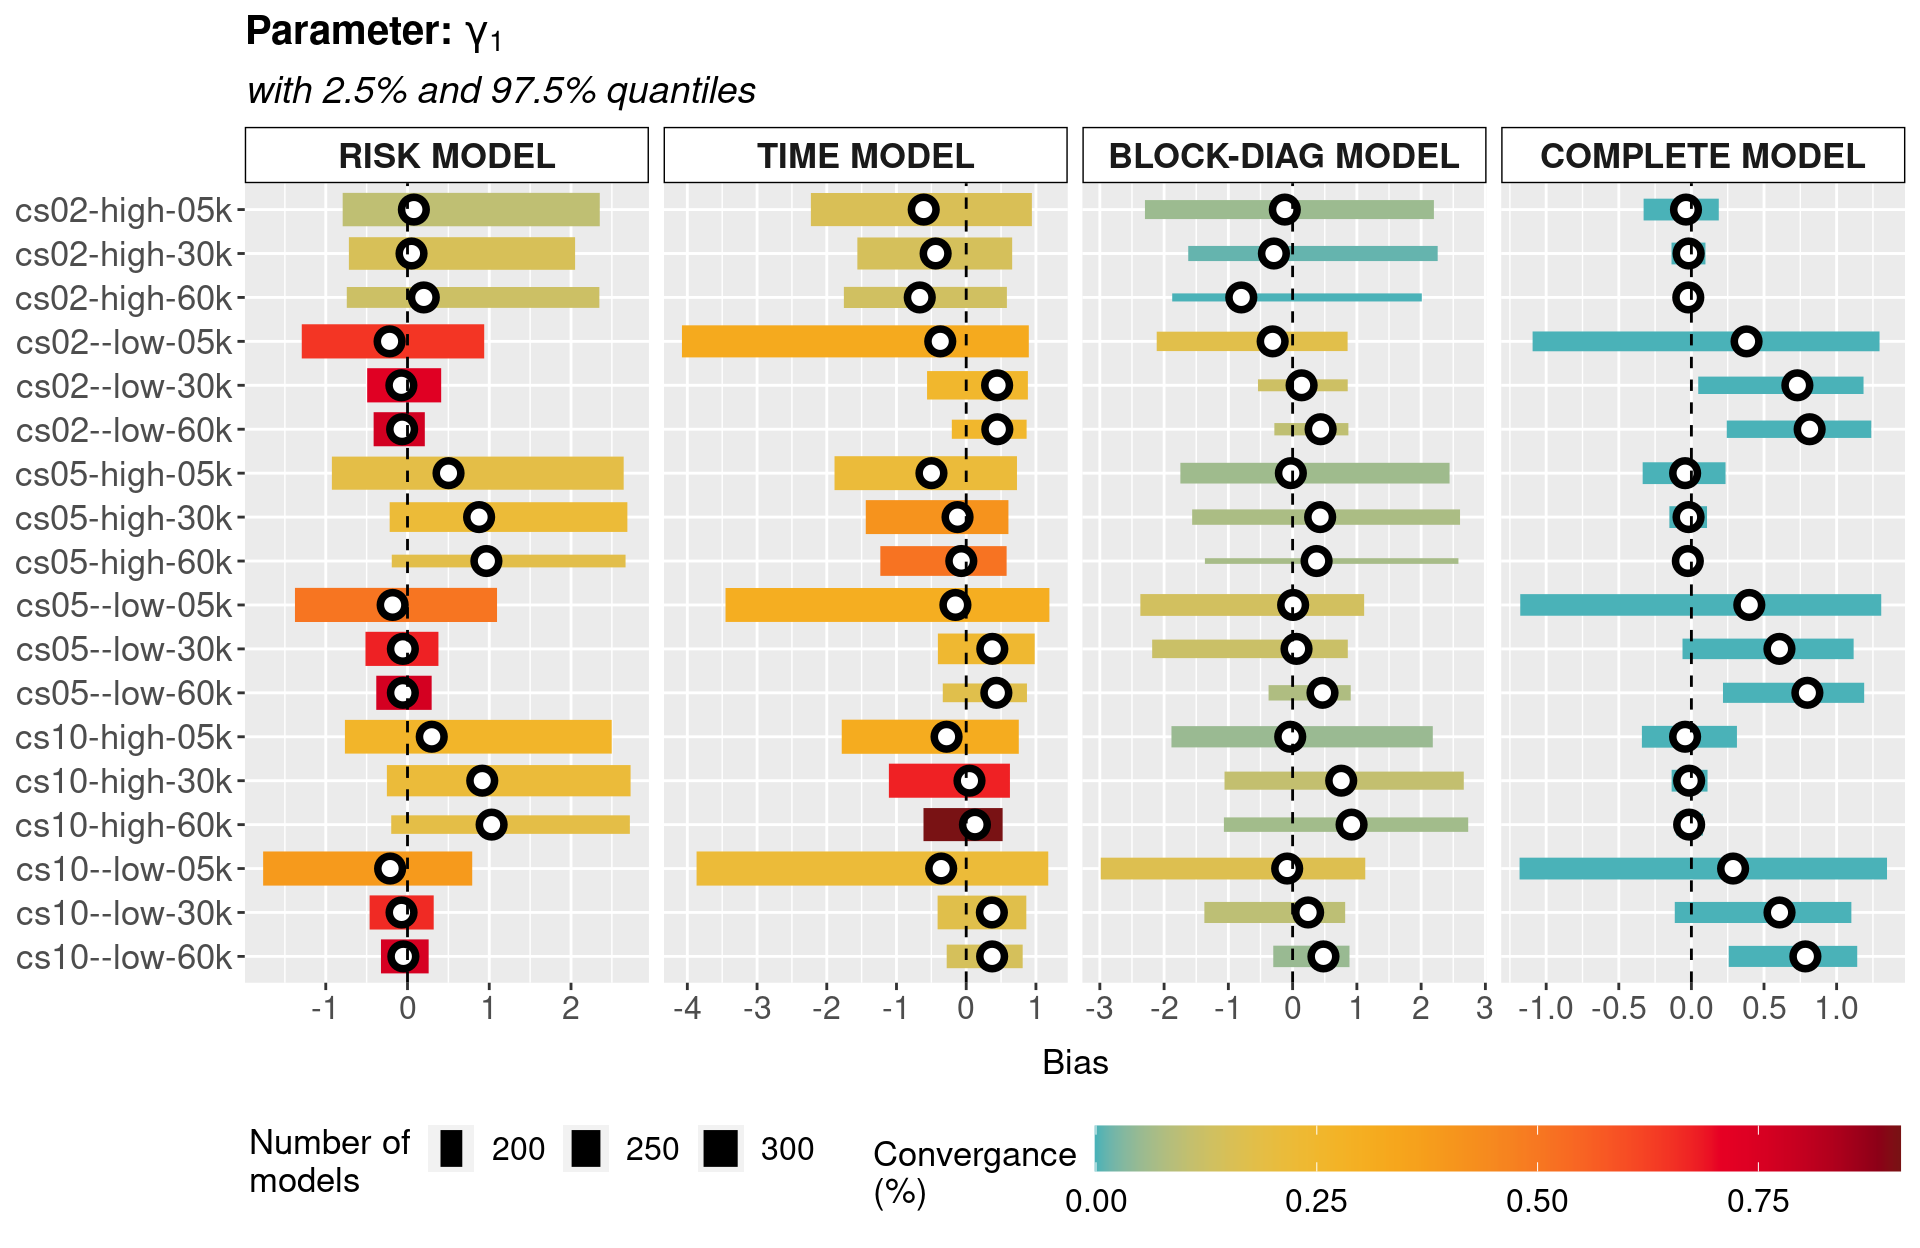 Parameter: γ₁
with 2.5% and 97.5% quantiles
RISK MODEL TIME MODEL BLOCK-DIAG MODEL COMPLETE MODEL
cs02-high-05k
cs02-high-30k
cs02-high-60k
cs02--low-05k
cs02--low-30k
cs02--low-60k
cs05-high-05k
cs05-high-30k
cs05-high-60k
cs05--low-05k
cs05--low-30k
cs05--low-60k
cs10-high-05k
cs10-high-30k
cs10-high-60k
cs10--low-05k
cs10--low-30k
cs10--low-60k
-1 0 1 2 -4 -3 -2 -1 0 1 -3 -2 -1 0 1 2 3 -1.0 -0.5 0.0 0.5 1.0
Bias
Number of
models
200 250 300
Convergance
(%)
0.00 0.25 0.50 0.75